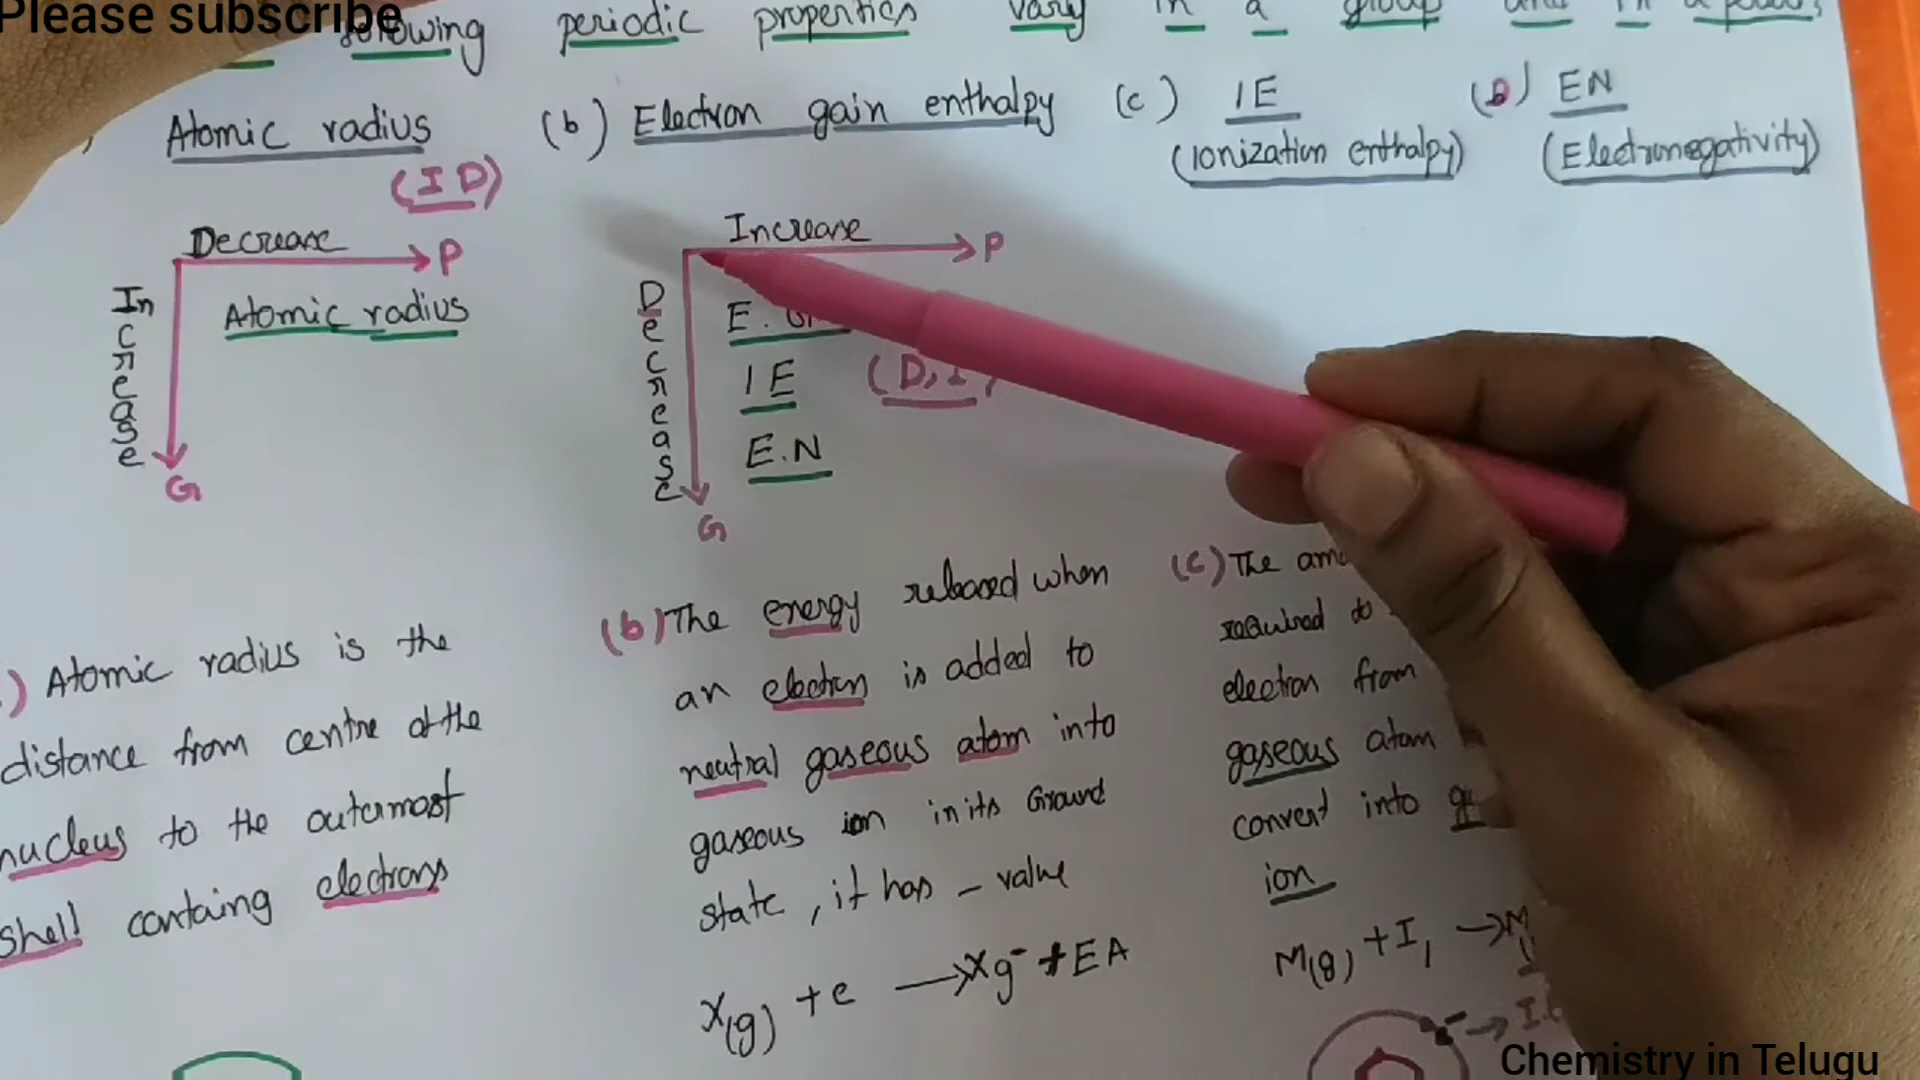 Please subscribe
following periodic properties vary in a group and in a
Atomic radius (b) Electron gain enthalpy (c) IE EN
(Ionization enthalpy) (Electronegativity)
(I D)
Decrease P
Increase
Atomic radius
G
Increase P
Decrease
E.
IE
(D,I)
E.N
G
) Atomic radius is the
distance from centre of the
nucleus to the outermost
shell containg electrons
(b) The energy released when
an electron is added to
neutral gaseous atom into
gaseous ion in its Ground
state, it has - value
X(g) + e → Xg⁻ + EA
(c) The
required to
electron from
gaseous atom
convert into
ion
M(g) + I₁ → M
Chemistry in Telugu